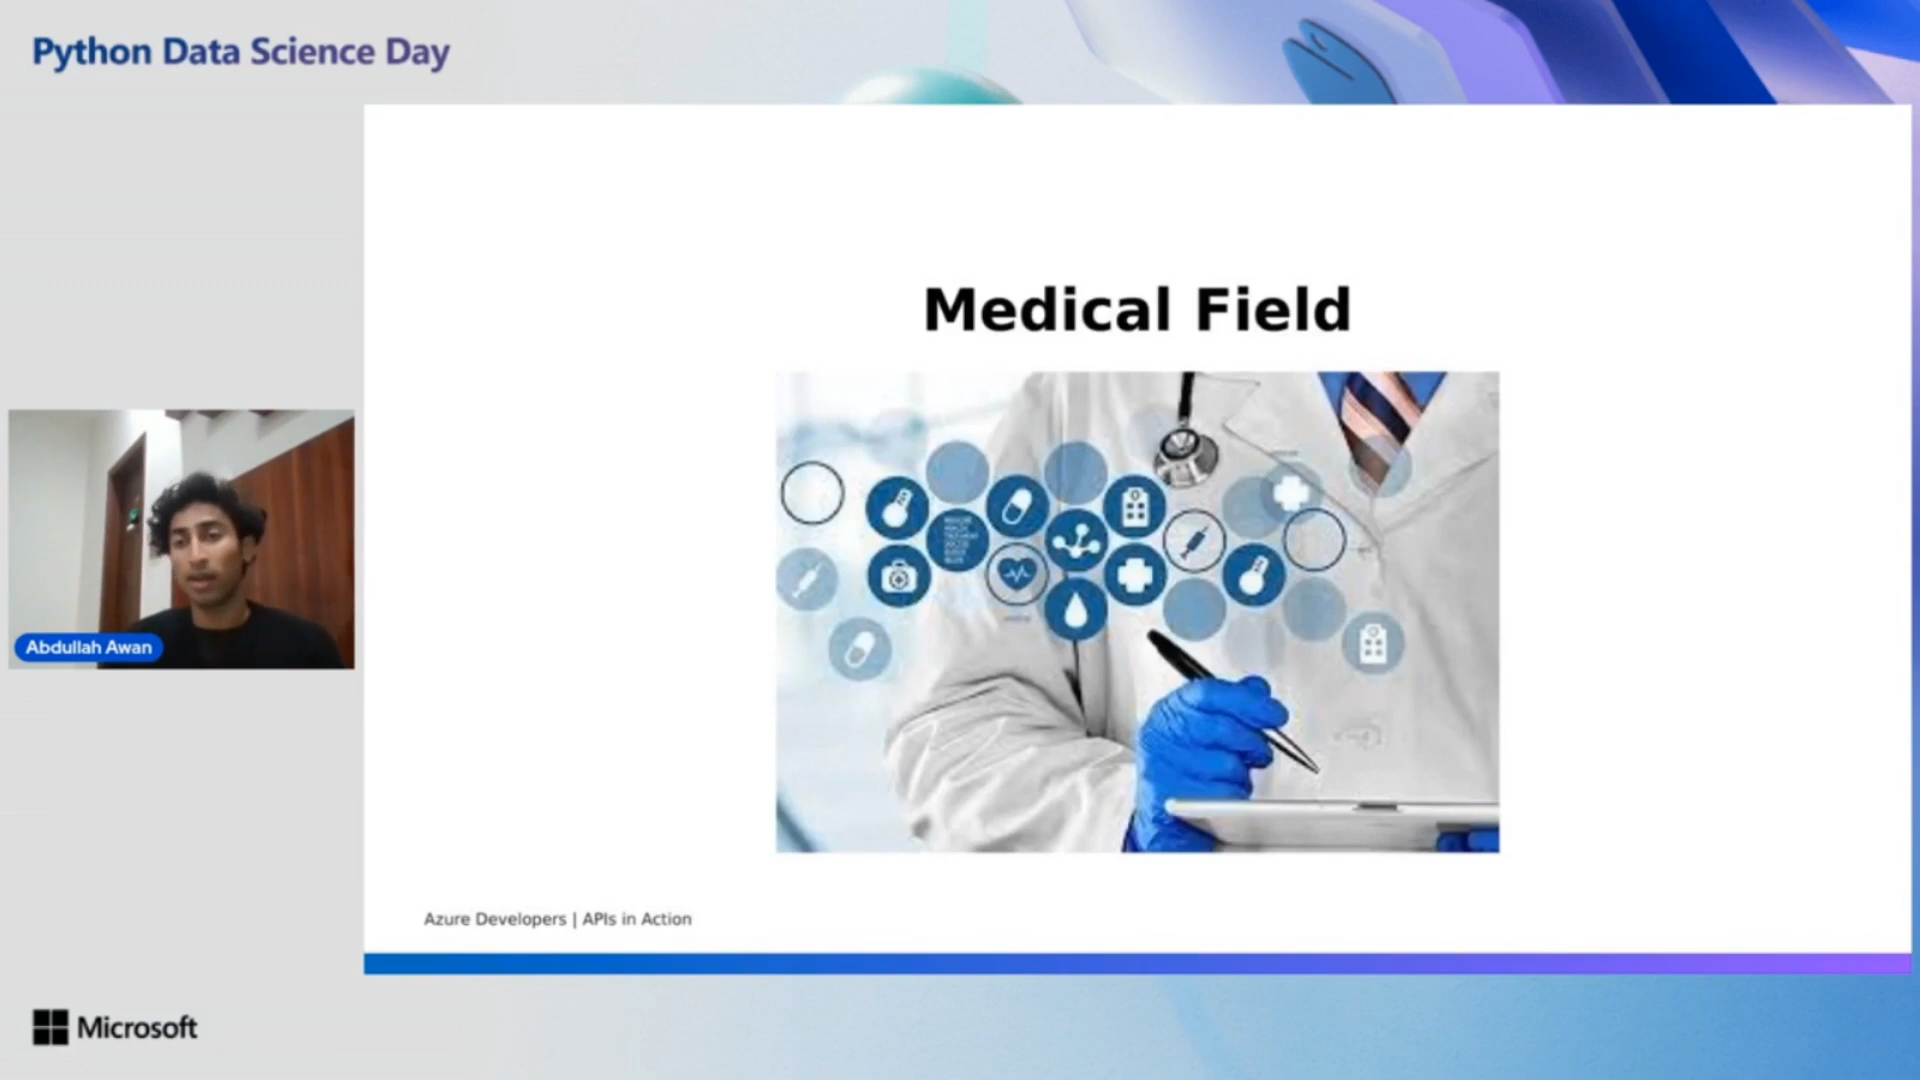 Python Data Science Day
Medical Field
Abdullah Awan
Azure Developers | APIs in Action
Microsoft